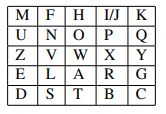 M F H I/J K
U N O P Q
Z V W X Y
E L A R G
D S T B C